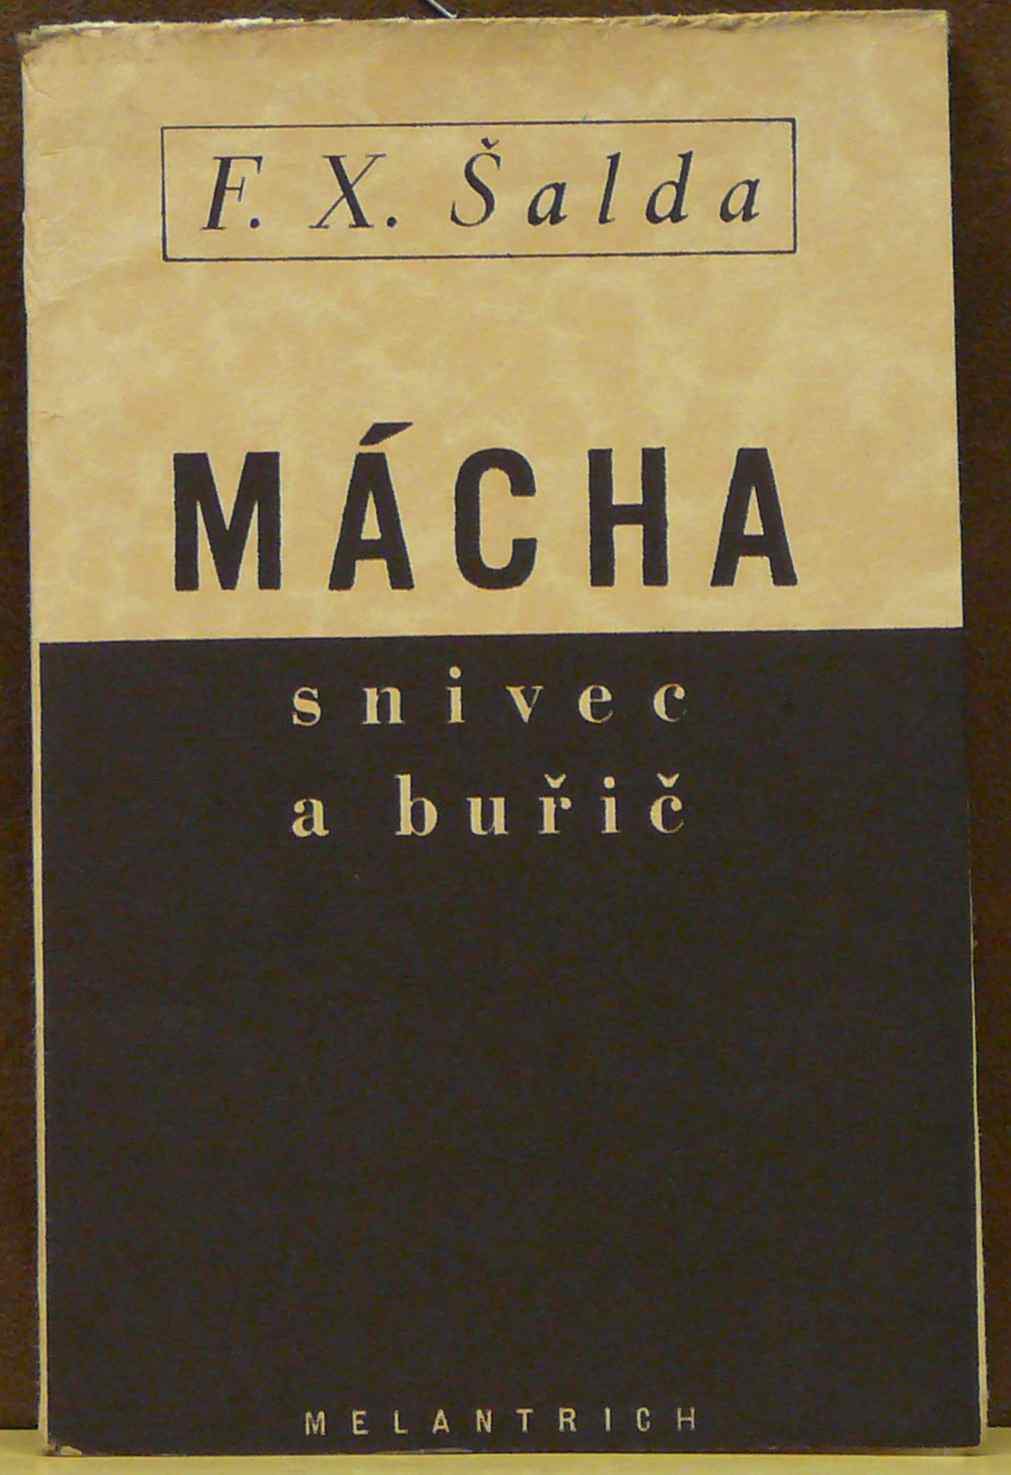 F. X. Šalda
MÁCHA
snivec
a buřič
MELANTRICH